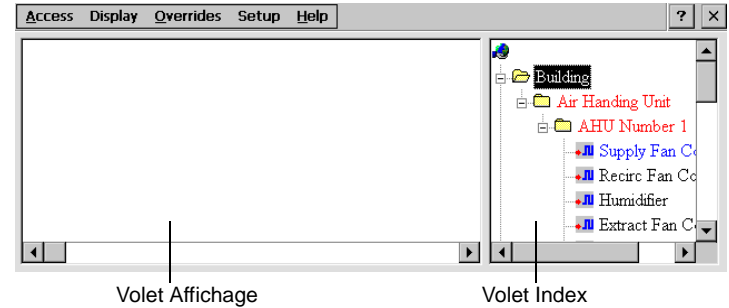 Access Display Overrides Setup Help ? ×
Building
Air Handing Unit
AHU Number 1
Supply Fan Co
Recirc Fan Co
Humidifier
Extract Fan C
Volet Affichage Volet Index